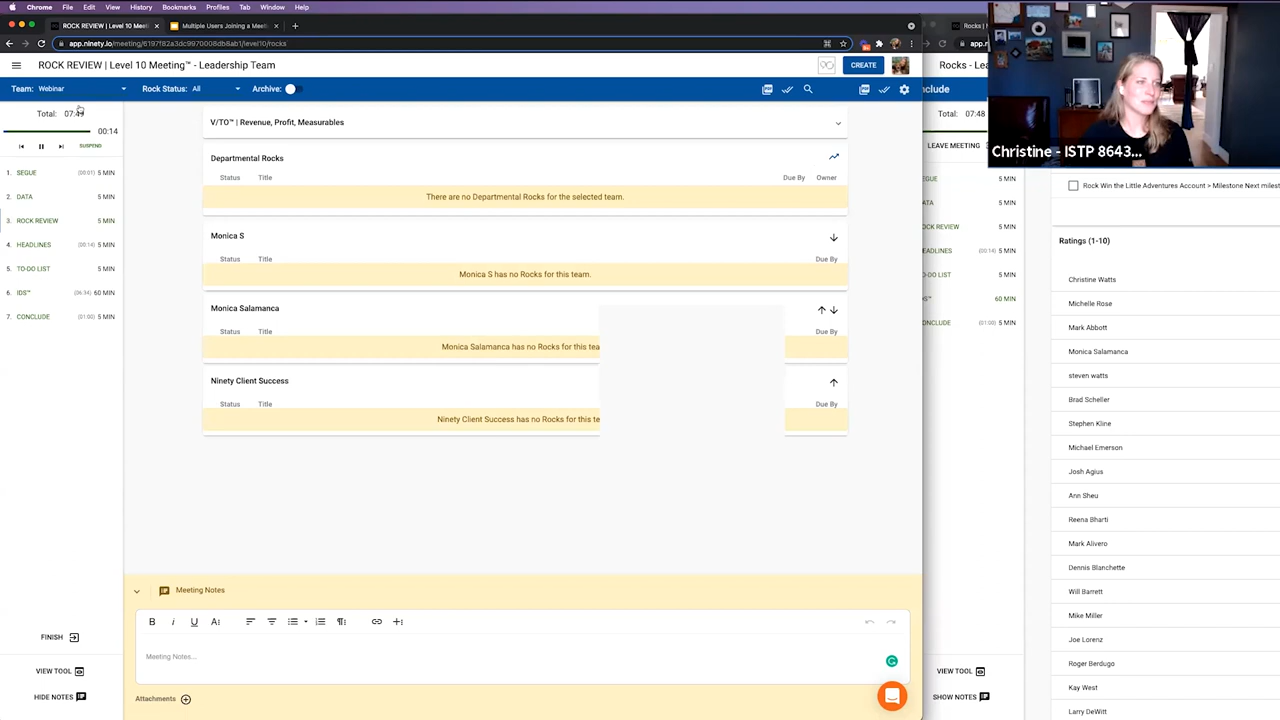 Chrome File Edit View History Bookmarks Profiles Tab Window Help
ROCK REVIEW | Level 10 Meeti Multiple Users Joining a Meeti Rocks |
app.ninety.io/meeting/6197f82a3dc9970008db8ab1/level10/rocks app.n
ROCK REVIEW | Level 10 Meeting™ - Leadership Team CREATE Rocks - Lea
Team: Webinar Rock Status: All Archive: clude
Total: Total: 07:48
00:14
SUSPEND LEAVE MEETING
Christine - ISTP 8643...
1. SEGUE (00:01) 5 MIN
2. DATA 5 MIN
3. ROCK REVIEW 5 MIN
4. HEADLINES (00:14) 5 MIN
5. TO-DO LIST 5 MIN
6. IDS™ (06:34) 60 MIN
7. CONCLUDE (01:00) 5 MIN
V/TO™ | Revenue, Profit, Measurables
Departmental Rocks
Status Title Due By Owner
There are no Departmental Rocks for the selected team.
Monica S
Status Title Due By
Monica S has no Rocks for this team.
Monica Salamanca
Status Title Due By
Monica Salamanca has no Rocks for this tea
Ninety Client Success
Status Title Due By
Ninety Client Success has no Rocks for this te
Meeting Notes
B I U A
Meeting Notes...
Attachments
FINISH
VIEW TOOL
HIDE NOTES
EGUE 5 MIN
ATA 5 MIN
OCK REVIEW 5 MIN
EADLINES (00:14) 5 MIN
O-DO LIST 5 MIN
S™ 60 MIN
ONCLUDE (01:00) 5 MIN
VIEW TOOL
SHOW NOTES
Rock Win the Little Adventures Account > Milestone Next milest
Ratings (1-10)
Christine Watts
Michelle Rose
Mark Abbott
Monica Salamanca
steven watts
Brad Scheller
Stephen Kline
Michael Emerson
Josh Agius
Ann Sheu
Reena Bharti
Mark Alivero
Dennis Blanchette
Will Barrett
Mike Miller
Joe Lorenz
Roger Berdugo
Kay West
Larry DeWitt